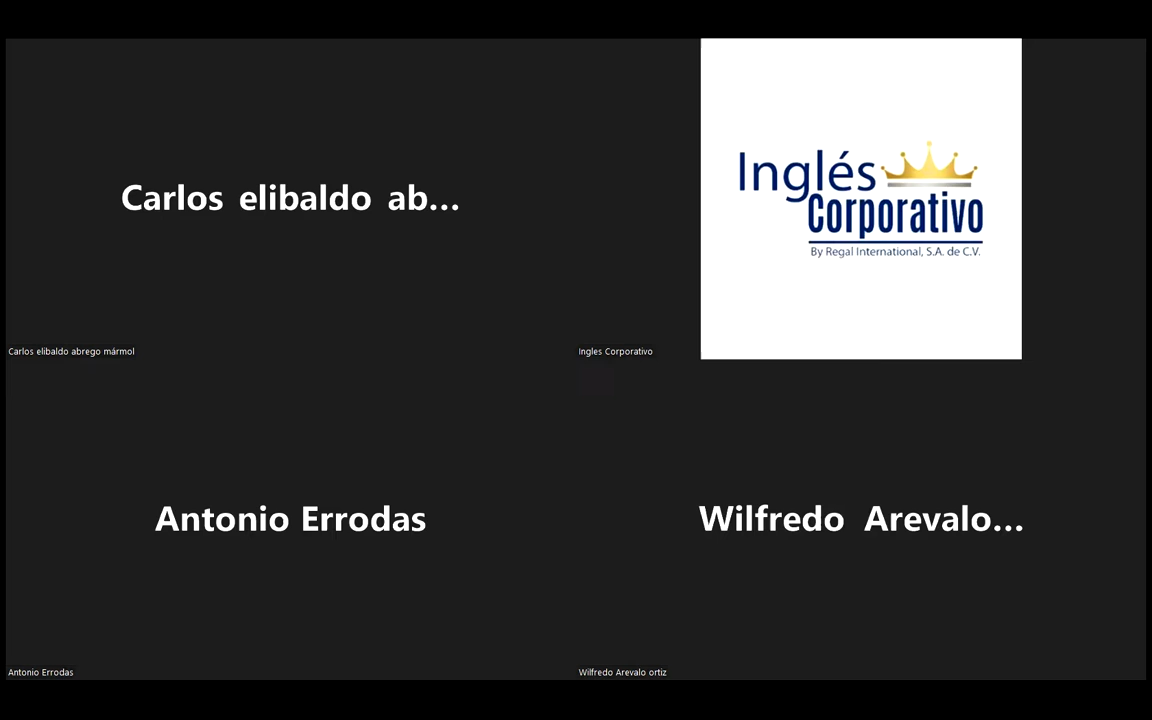 Carlos elibaldo ab...
Inglés
Corporativo
By Regal International, S.A. de C.V.
Carlos elibaldo abrego mármol
Ingles Corporativo
Antonio Errodas
Wilfredo Arevalo...
Antonio Errodas
Wilfredo Arevalo ortiz